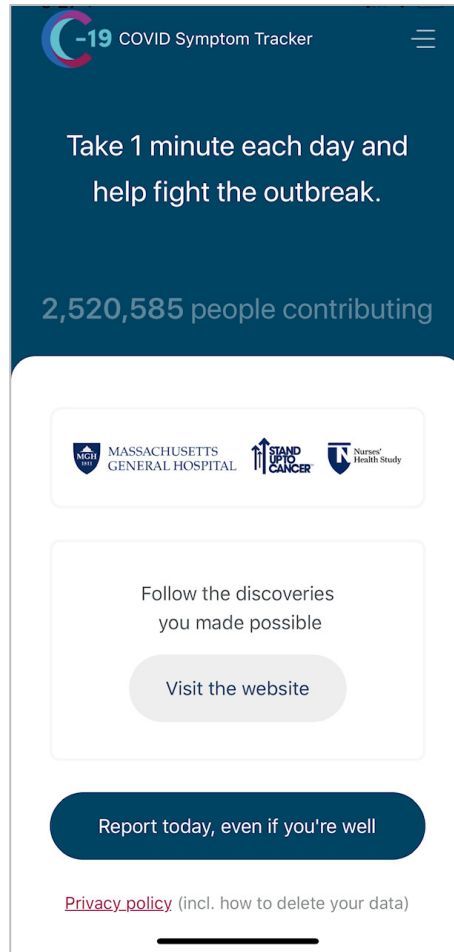 -19 COVID Symptom Tracker
Take 1 minute each day and
help fight the outbreak.
2,520,585 people contributing
MGH
1811
MASSACHUSETTS
GENERAL HOSPITAL
STAND
UP TO
CANCER
Nurses'
Health Study
Follow the discoveries
you made possible
Visit the website
Report today, even if you're well
Privacy policy (incl. how to delete your data)